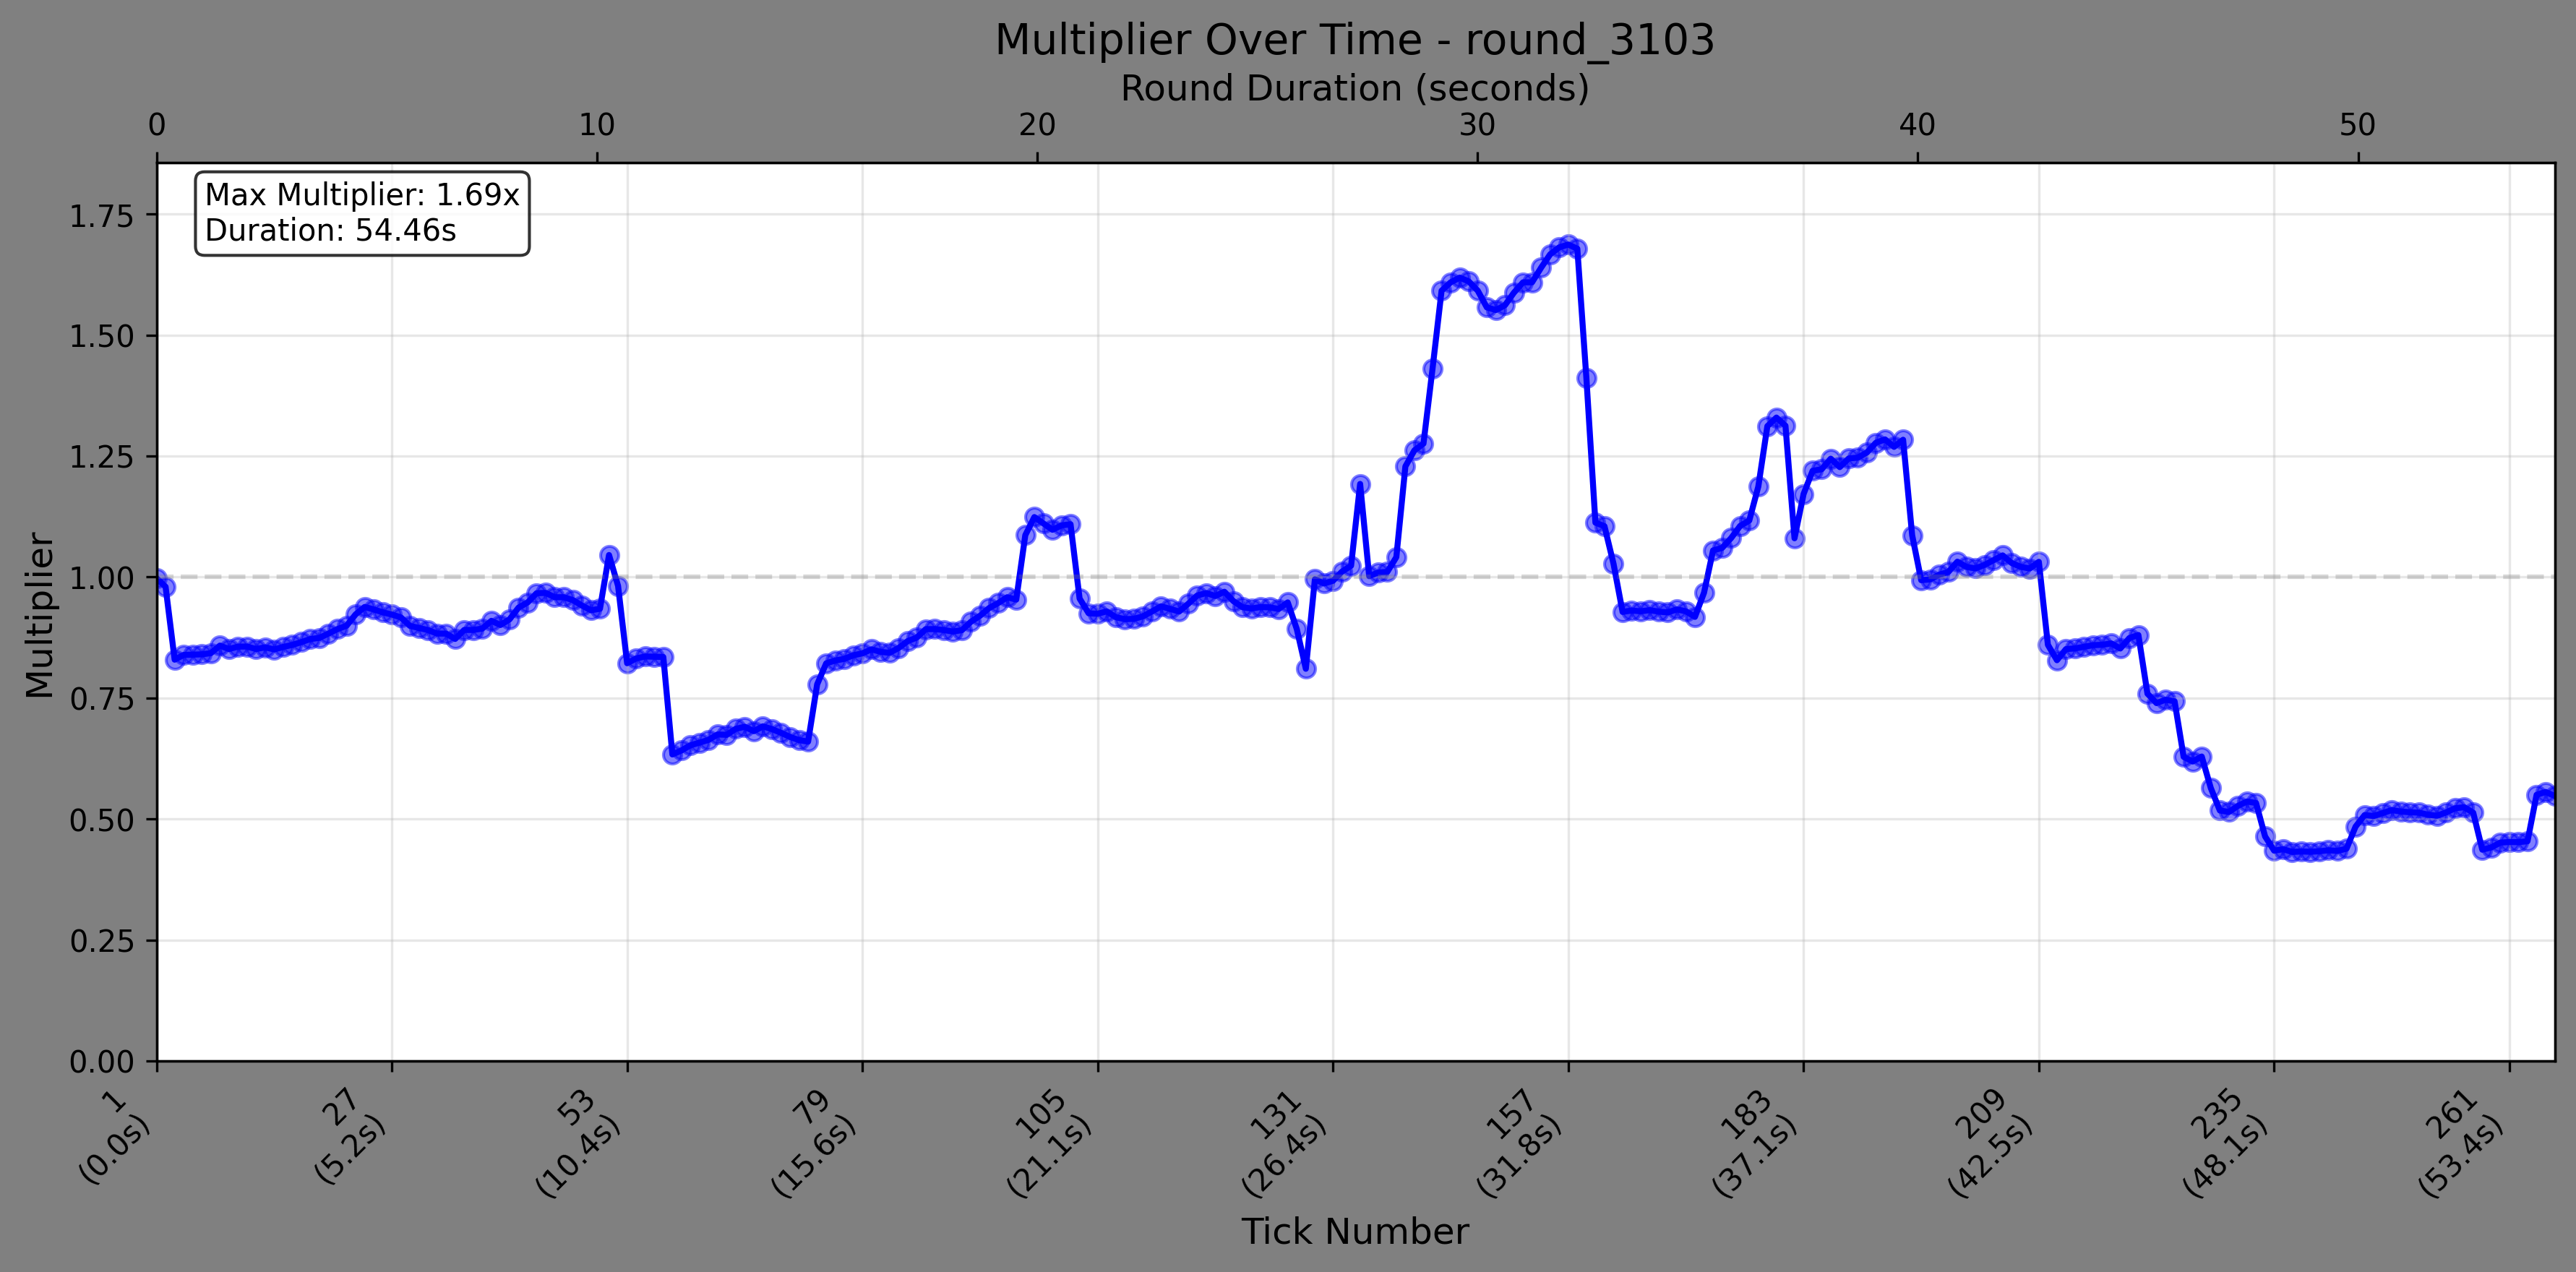 Multiplier Over Time - round_3103
Round Duration (seconds)
0 10 20 30 40 50
Max Multiplier: 1.69x
Duration: 54.46s
Multiplier
1.75
1.50
1.25
1.00
0.75
0.50
0.25
0.00
1
(0.0s)
27
(5.2s)
53
(10.4s)
79
(15.6s)
105
(21.1s)
131
(26.4s)
157
(31.8s)
183
(37.1s)
209
(42.5s)
235
(48.1s)
261
(53.4s)
Tick Number